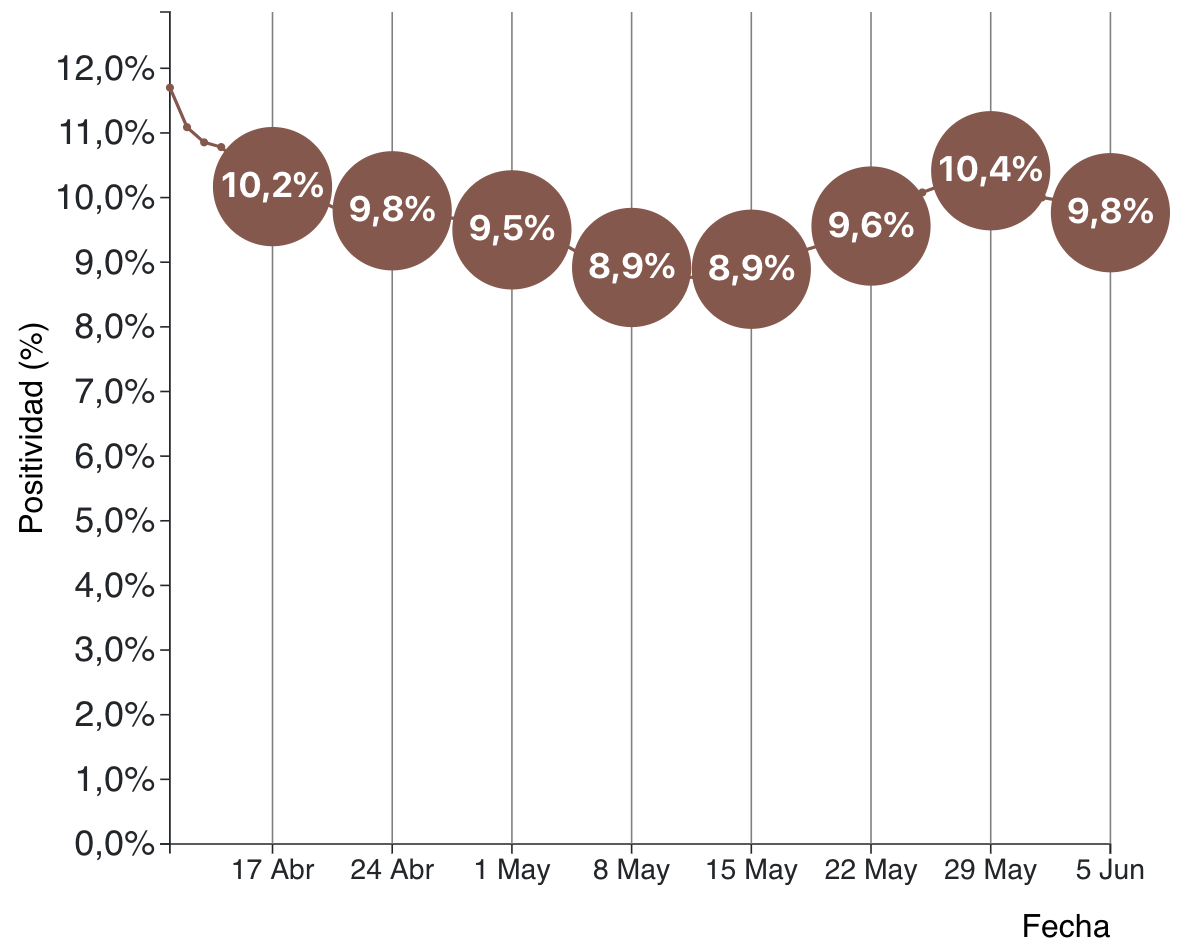 12,0%
11,0%
10,0%
9,0%
8,0%
7,0%
6,0%
5,0%
4,0%
3,0%
2,0%
1,0%
0,0%
Positividad (%)
10,2%
9,8%
9,5%
8,9%
8,9%
9,6%
10,4%
9,8%
17 Abr
24 Abr
1 May
8 May
15 May
22 May
29 May
5 Jun
Fecha